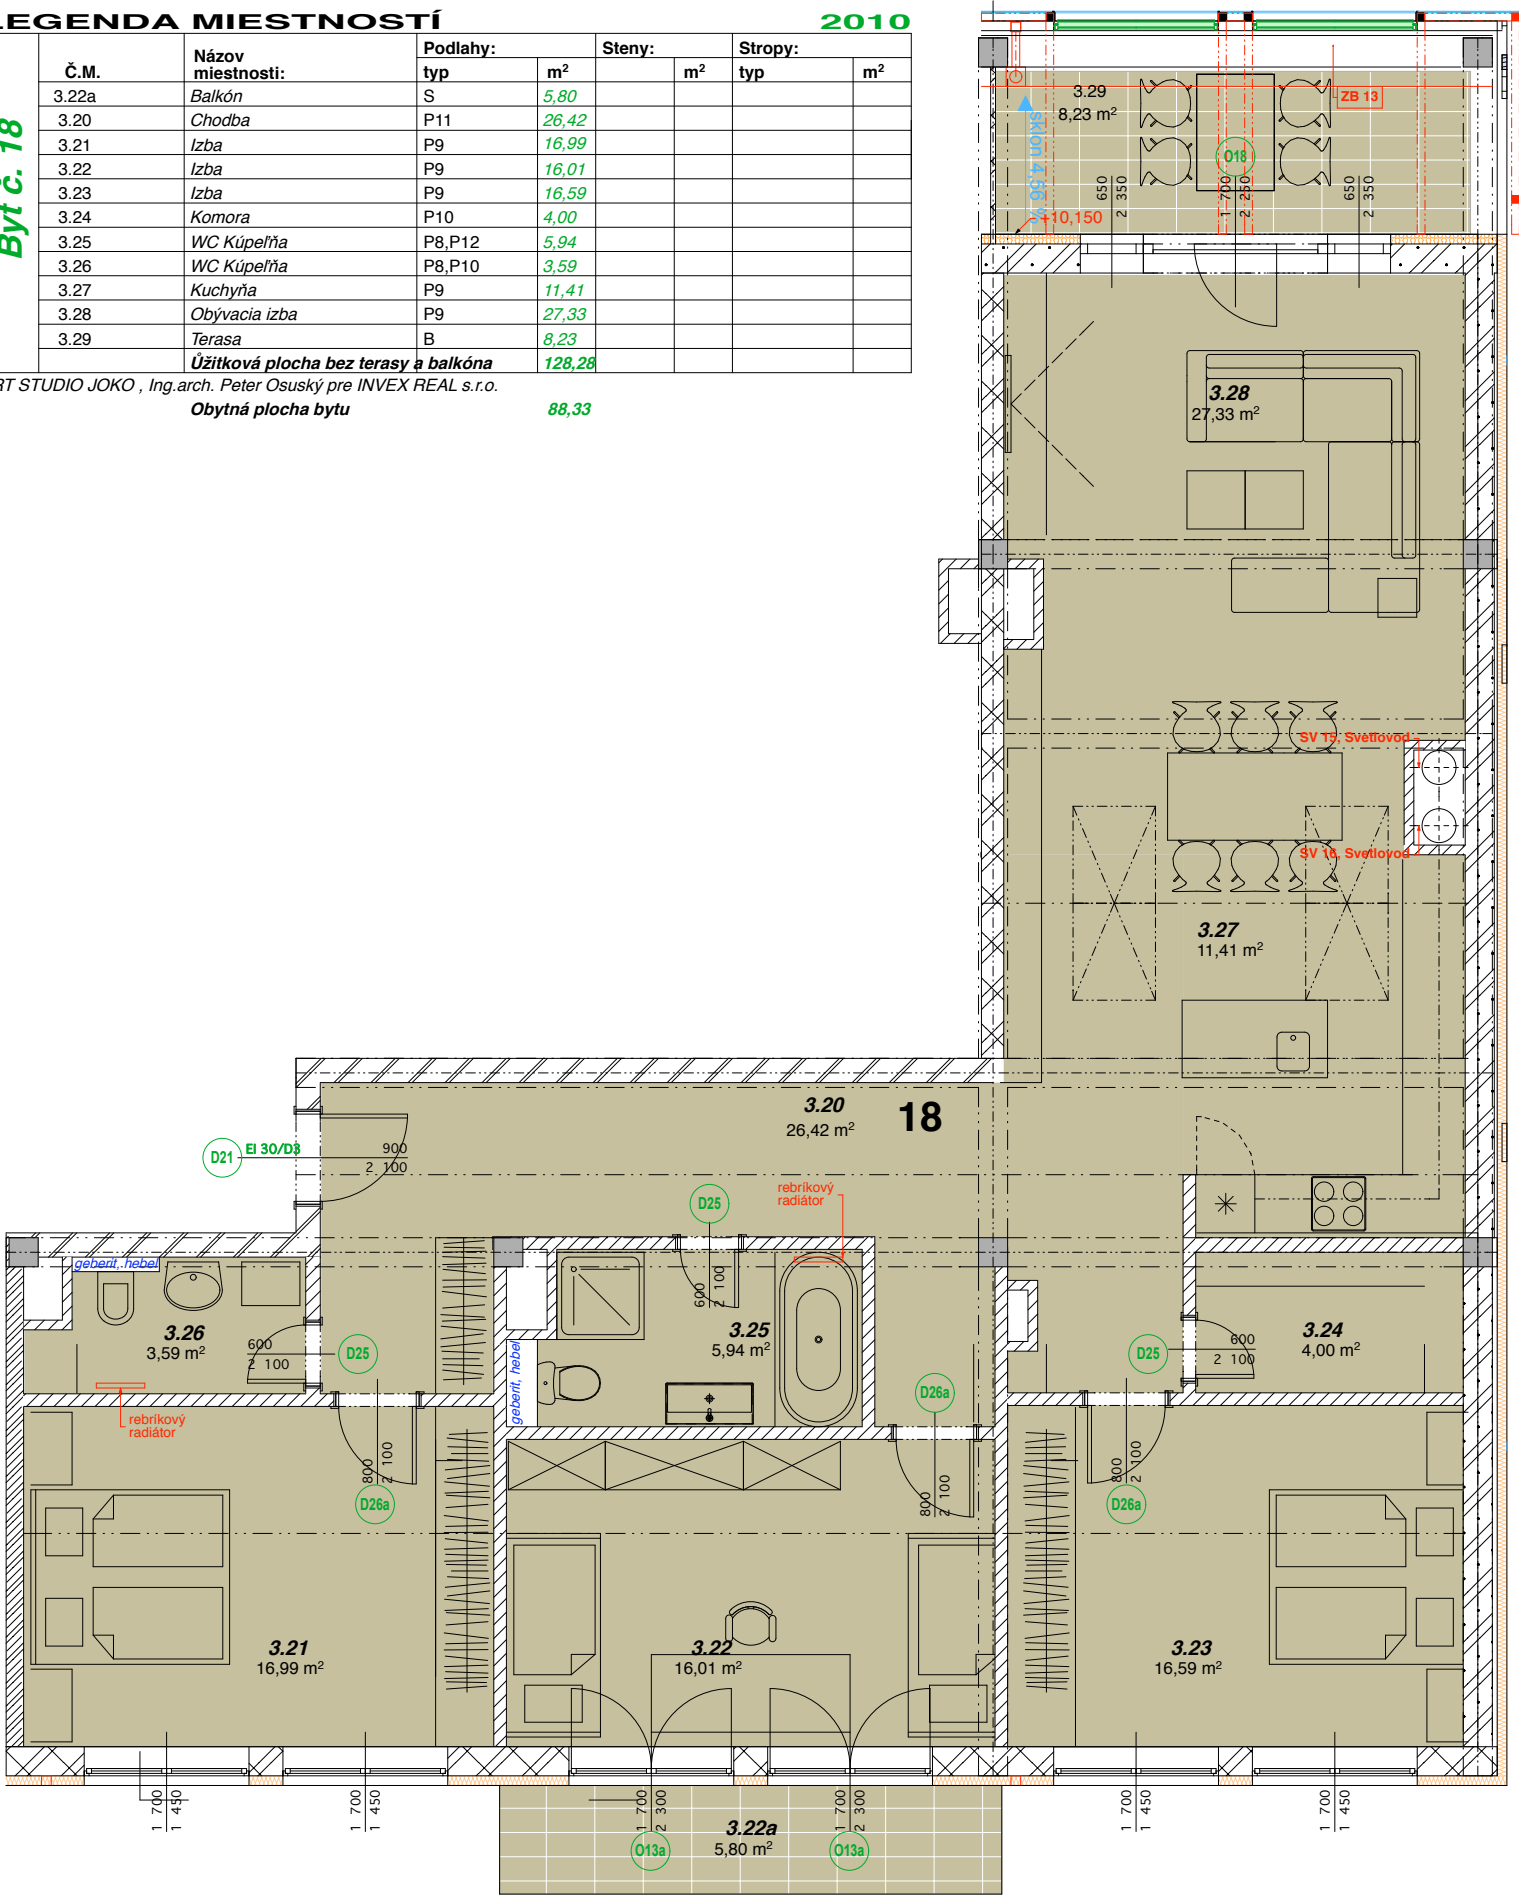 LEGENDA MIESTNOSTÍ 2010
Byt č. 18
Č.M. Názov miestnosti: Podlahy: Steny: Stropy:
typ m² m² typ m²
3.22a Balkón S 5,80
3.20 Chodba P11 26,42
3.21 Izba P9 16,99
3.22 Izba P9 16,01
3.23 Izba P9 16,59
3.24 Komora P10 4,00
3.25 WC Kúpeľňa P8,P12 5,94
3.26 WC Kúpeľňa P8,P10 3,59
3.27 Kuchyňa P9 11,41
3.28 Obývacia izba P9 27,33
3.29 Terasa B 8,23
Úžitková plocha bez terasy a balkóna 128,28
RT STUDIO JOKO , Ing.arch. Peter Osuský pre INVEX REAL s.r.o.
Obytná plocha bytu 88,33
3.29
8,23 m²
ZB 13
sklon 4,56 %
O18
650
2 350
1 700
2 250
650
2 350
+10,150
3.28
27,33 m²
SV 15, Svetlovod
SV 16, Svetlovod
3.27
11,41 m²
3.20
26,42 m²
18
D21
EI 30/D3
900
2 100
D25
rebríkový
radiátor
geberit, hebel
600
2 100
3.26
3,59 m²
600
2 100
D25
3.25
5,94 m²
geberit, hebel
D26a
D25
600
2 100
3.24
4,00 m²
rebríkový
radiátor
800
2 100
D26a
800
2 100
800
2 100
D26a
3.21
16,99 m²
3.22
16,01 m²
3.23
16,59 m²
1 700
1 450
1 700
1 450
1 700
2 300
1 700
2 300
1 700
1 450
1 700
1 450
3.22a
5,80 m²
O13a
O13a